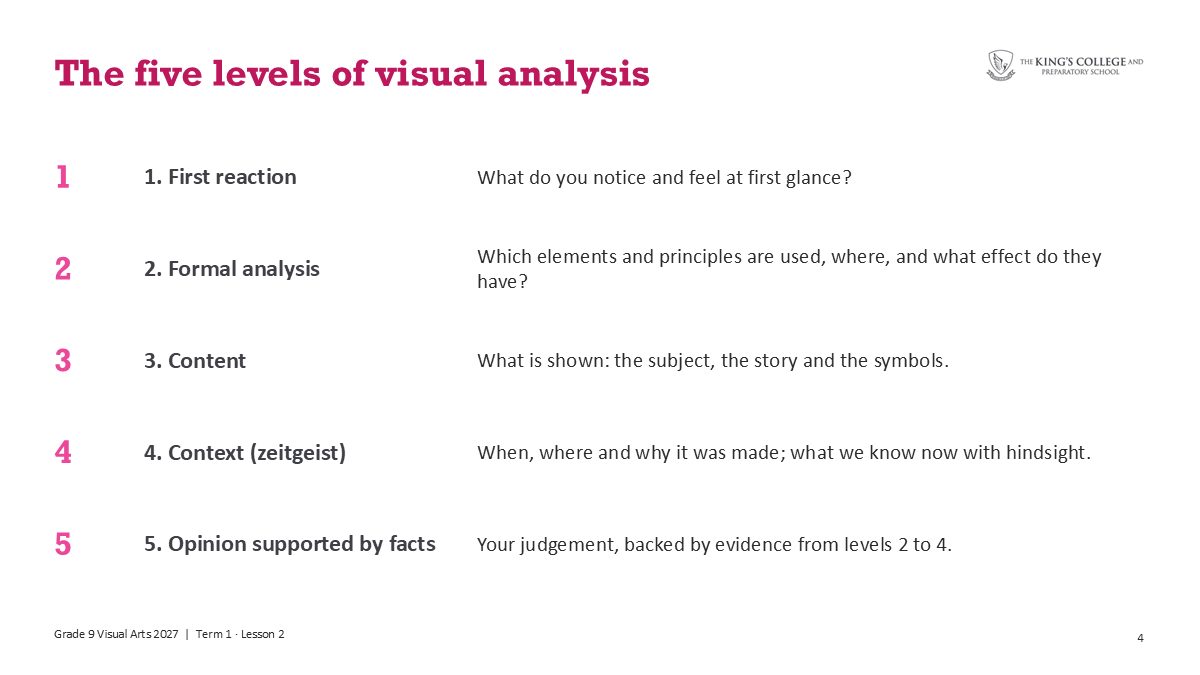 The five levels of visual analysis
THE KING'S COLLEGE AND
PREPARATORY SCHOOL
1
1. First reaction
What do you notice and feel at first glance?
2
2. Formal analysis
Which elements and principles are used, where, and what effect do they
have?
3
3. Content
What is shown: the subject, the story and the symbols.
4
4. Context (zeitgeist)
When, where and why it was made; what we know now with hindsight.
5
5. Opinion supported by facts
Your judgement, backed by evidence from levels 2 to 4.
Grade 9 Visual Arts 2027 | Term 1 · Lesson 2
4